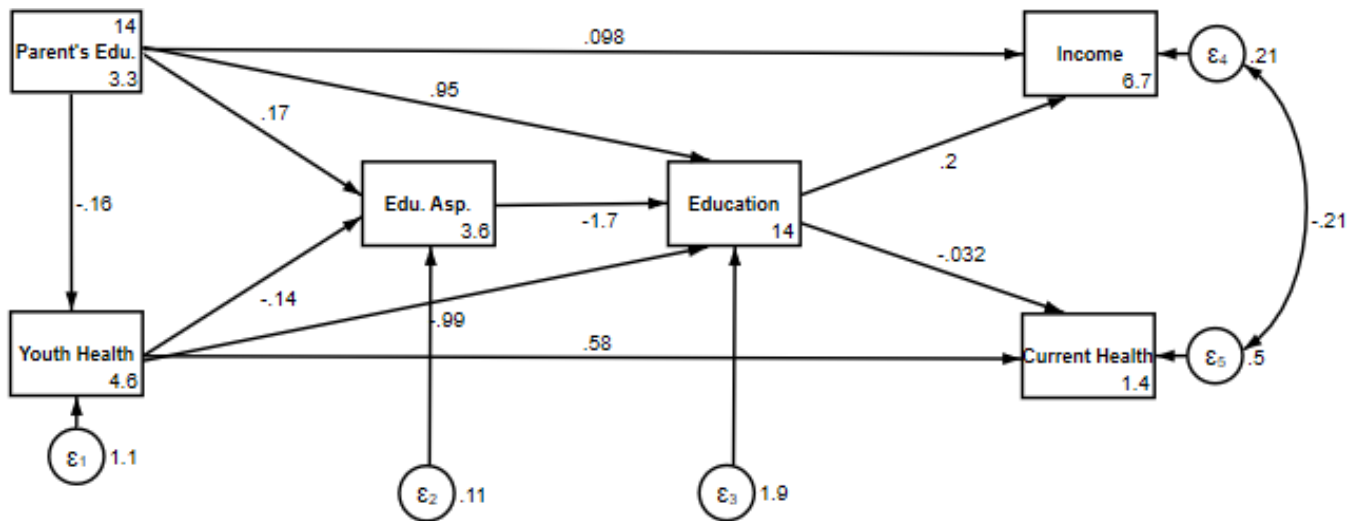 14
Parent's Edu.
3.3
.098
Income
6.7
ε4
.21
.95
.17
-.16
Edu. Asp.
3.6
-1.7
Education
14
.2
-.21
-.14
-.99
-.032
Youth Health
4.6
.58
Current Health
1.4
ε5
.5
ε1
1.1
ε2
.11
ε3
1.9